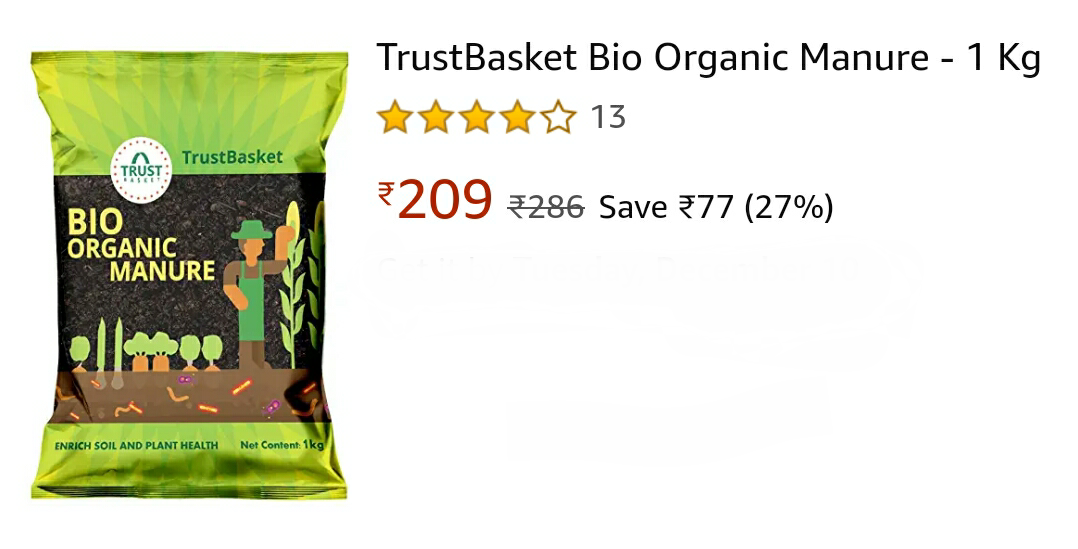 TrustBasket Bio Organic Manure - 1 Kg
13
₹209 ₹286 Save ₹77 (27%)
TRUST
BASKET
TrustBasket
BIO
ORGANIC
MANURE
ENRICH SOIL AND PLANT HEALTH Net Content: 1kg